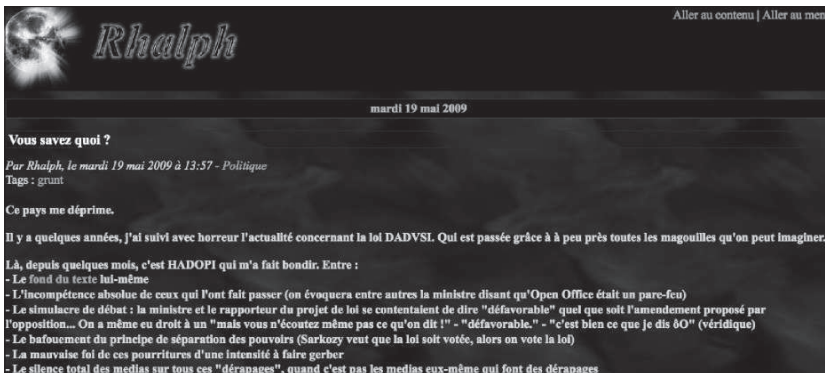 Aller au contenu | Aller au men
Rhalph
mardi 19 mai 2009
Vous savez quoi ?
Par Rhalph, le mardi 19 mai 2009 à 13:57 - Politique
Tags : grunt
Ce pays me déprime.
Il y a quelques années, j'ai suivi avec horreur l'actualité concernant la loi DADVSI. Qui est passée grâce à à peu près toutes les magouilles qu'on peut imaginer.
Là, depuis quelques mois, c'est HADOPI qui m'a fait bondir. Entre :
- Le fond du texte lui-même
- L'incompétence absolue de ceux qui l'ont fait passer (on évoquera entre autres la ministre disant qu'Open Office était un pare-feu)
- Le simulacre de débat : la ministre et le rapporteur du projet de loi se contentaient de dire "défavorable" quel que soit l'amendement proposé par
l'opposition... On a même eu droit à un "mais vous n'écoutez même pas ce qu'on dit !" - "défavorable." - "c'est bien ce que je dis ôO" (véridique)
- Le bafouement du principe de séparation des pouvoirs (Sarkozy veut que la loi soit votée, alors on vote la loi)
- La mauvaise foi de ces pourritures d'une intensité à faire gerber
- Le silence total des medias sur tous ces "dérapages", quand c'est pas les medias eux-même qui font des dérapages